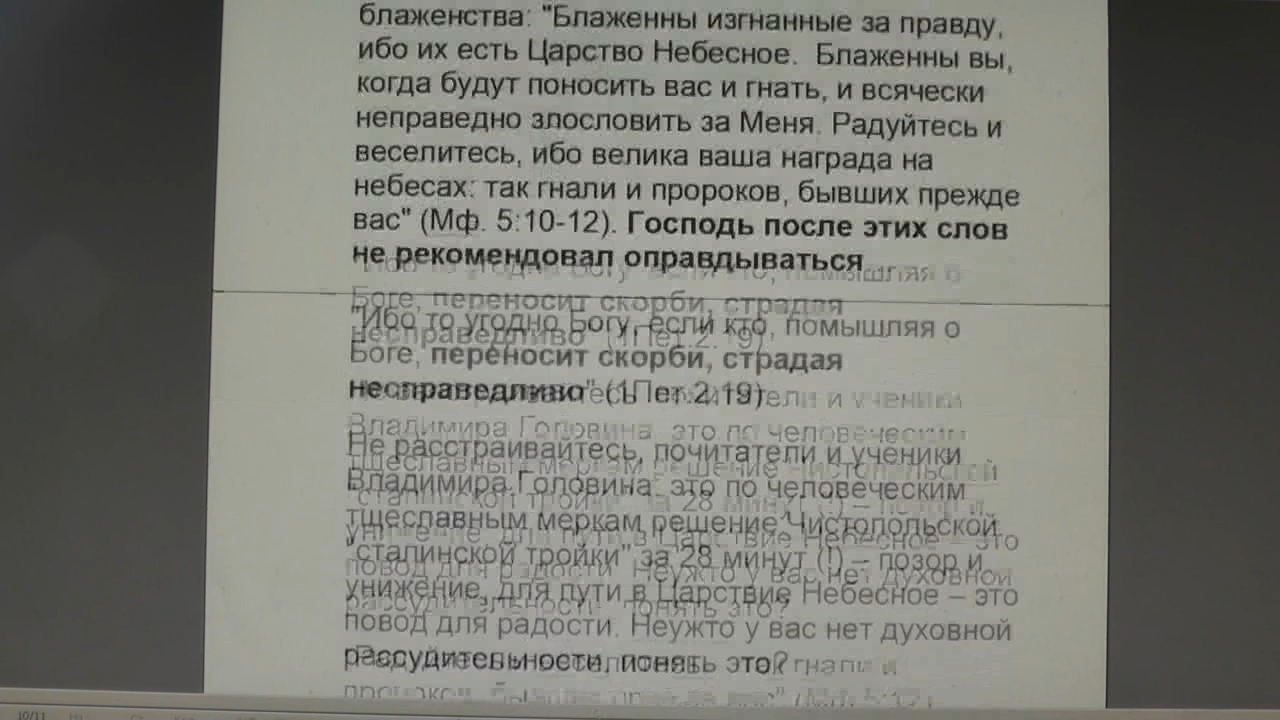 блаженства: "Блаженны изгнанные за правду,
ибо их есть Царство Небесное. Блаженны вы,
когда будут поносить вас и гнать, и всячески
неправедно злословить за Меня. Радуйтесь и
веселитесь, ибо велика ваша награда на
небесах: так гнали и пророков, бывших прежде
вас" (Мф. 5:10-12). Господь после этих слов
не рекомендовал оправдываться
"Ибо то угодно Богу, если кто, помышляя о
Боге, переносит скорби, страдая
несправедливо" (1Пет.2:19)
Не расстраивайтесь, почитатели и ученики
Владимира Головина, это по человеческим
тщеславным меркам решение Чистопольской
"сталинской тройки" за 28 минут (!) – позор и
унижение, для пути в Царствие Небесное – это
повод для радости. Неужто у вас нет духовной
рассудительности, понять это?